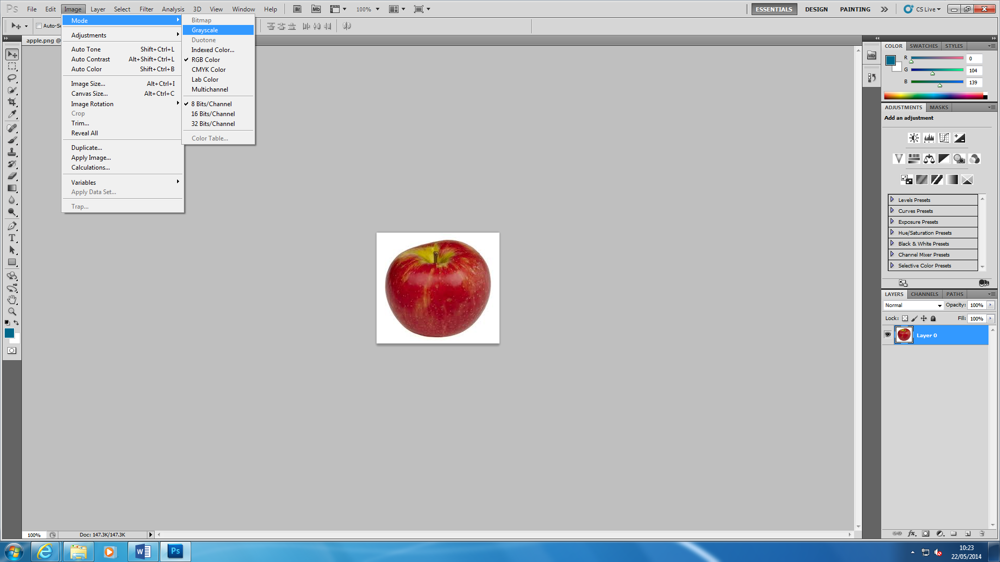 Ps File Edit Image Layer Select Filter Analysis 3D View Window Help Br Mb 100% ESSENTIALS DESIGN PAINTING CS Live
Auto-Se
apple.png @
Mode
Adjustments
Auto Tone Shift+Ctrl+L
Auto Contrast Alt+Shift+Ctrl+L
Auto Color Shift+Ctrl+B
Image Size... Alt+Ctrl+I
Canvas Size... Alt+Ctrl+C
Image Rotation
Crop
Trim...
Reveal All
Duplicate...
Apply Image...
Calculations...
Variables
Apply Data Set...
Trap...
Bitmap
Grayscale
Duotone
Indexed Color...
RGB Color
CMYK Color
Lab Color
Multichannel
8 Bits/Channel
16 Bits/Channel
32 Bits/Channel
Color Table...
Mb
COLOR SWATCHES STYLES
R 0
G 104
B 139
ADJUSTMENTS MASKS
Add an adjustment
Levels Presets
Curves Presets
Exposure Presets
Hue/Saturation Presets
Black & White Presets
Channel Mixer Presets
Selective Color Presets
LAYERS CHANNELS PATHS
Normal Opacity: 100%
Lock: Fill: 100%
Layer 0
T
fx
100% Doc: 147.3K/147.3K
W Ps
10:23
22/05/2014